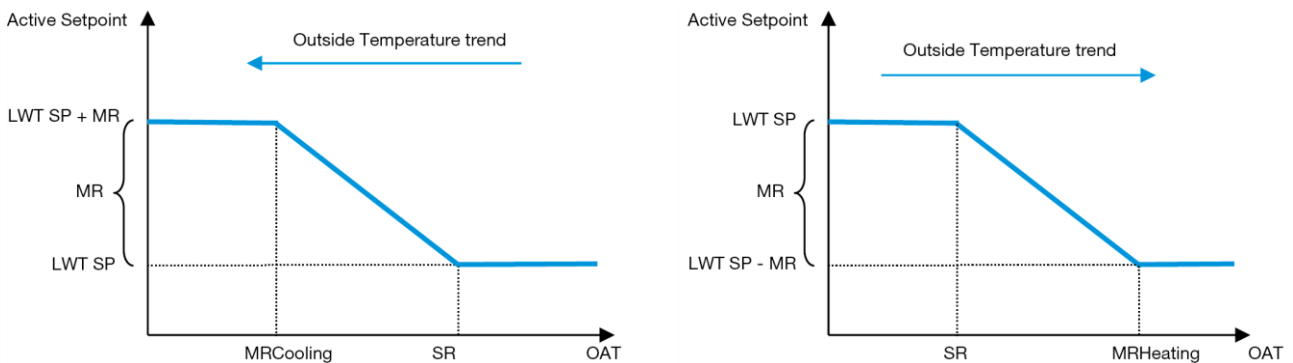 Active Setpoint
Outside Temperature trend
LWT SP + MR
MR
LWT SP
MRCooling
SR
OAT
Active Setpoint
Outside Temperature trend
LWT SP
MR
LWT SP - MR
SR
MRHeating
OAT